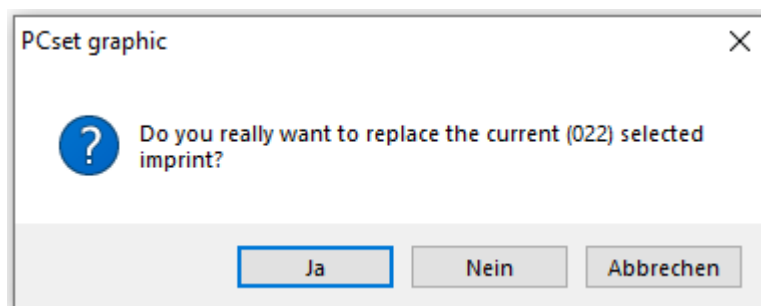 PCset graphic
Do you really want to replace the current (022) selected
imprint?
Ja
Nein
Abbrechen